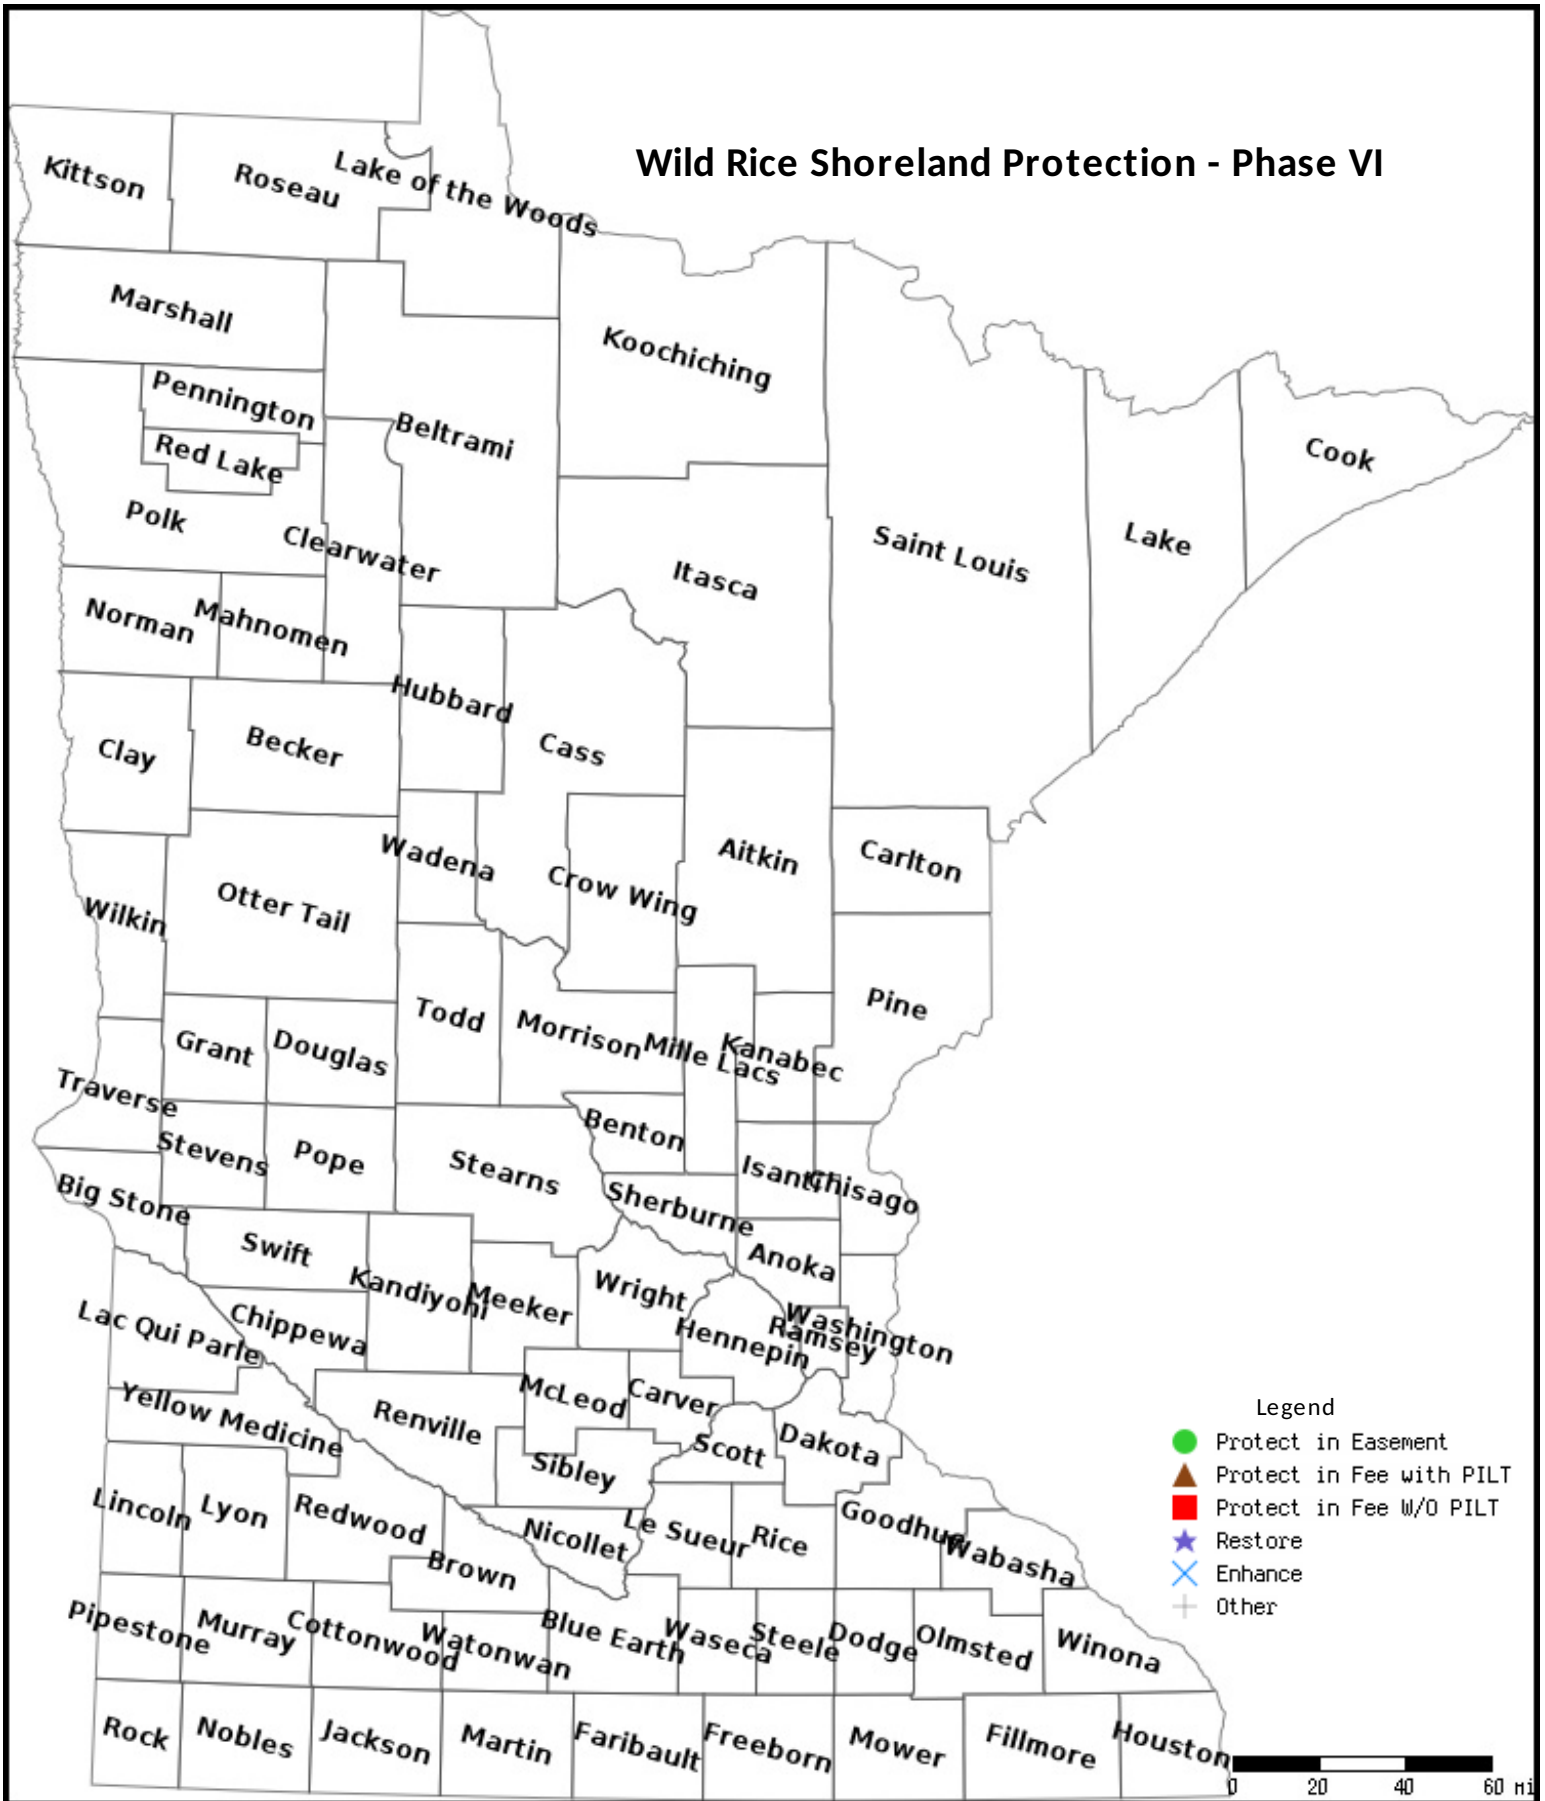 Wild Rice Shoreland Protection - Phase VI
Kittson
Roseau
Lake of the Woods
Marshall
Koochiching
Pennington
Beltrami
Red Lake
Cook
Polk
Clearwater
Saint Louis
Lake
Itasca
Norman
Mahnomen
Hubbard
Clay
Becker
Cass
Wadena
Aitkin
Carlton
Crow Wing
Otter Tail
Wilkin
Pine
Todd
Morrison
Mille Lacs
Kanabec
Grant
Douglas
Traverse
Benton
Stevens
Pope
Stearns
Isanti
Chisago
Big Stone
Sherburne
Swift
Anoka
Kandiyohi
Meeker
Wright
Washington
Ramsey
Hennepin
Lac Qui Parle
Chippewa
McLeod
Carver
Yellow Medicine
Renville
Scott
Dakota
Sibley
Lincoln
Lyon
Redwood
Nicollet
Le Sueur
Rice
Goodhue
Wabasha
Brown
Pipestone
Murray
Cottonwood
Watonwan
Blue Earth
Waseca
Steele
Dodge
Olmsted
Winona
Rock
Nobles
Jackson
Martin
Faribault
Freeborn
Mower
Fillmore
Houston
Legend
Protect in Easement
Protect in Fee with PILT
Protect in Fee W/O PILT
Restore
Enhance
Other
0 20 40 60 mi